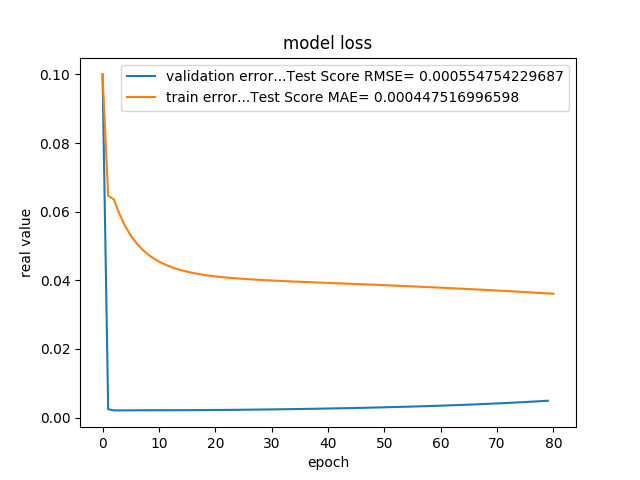 model loss
validation error...Test Score RMSE= 0.000554754229687
train error...Test Score MAE= 0.000447516996598
real value
0.10
0.08
0.06
0.04
0.02
0.00
0 10 20 30 40 50 60 70 80
epoch